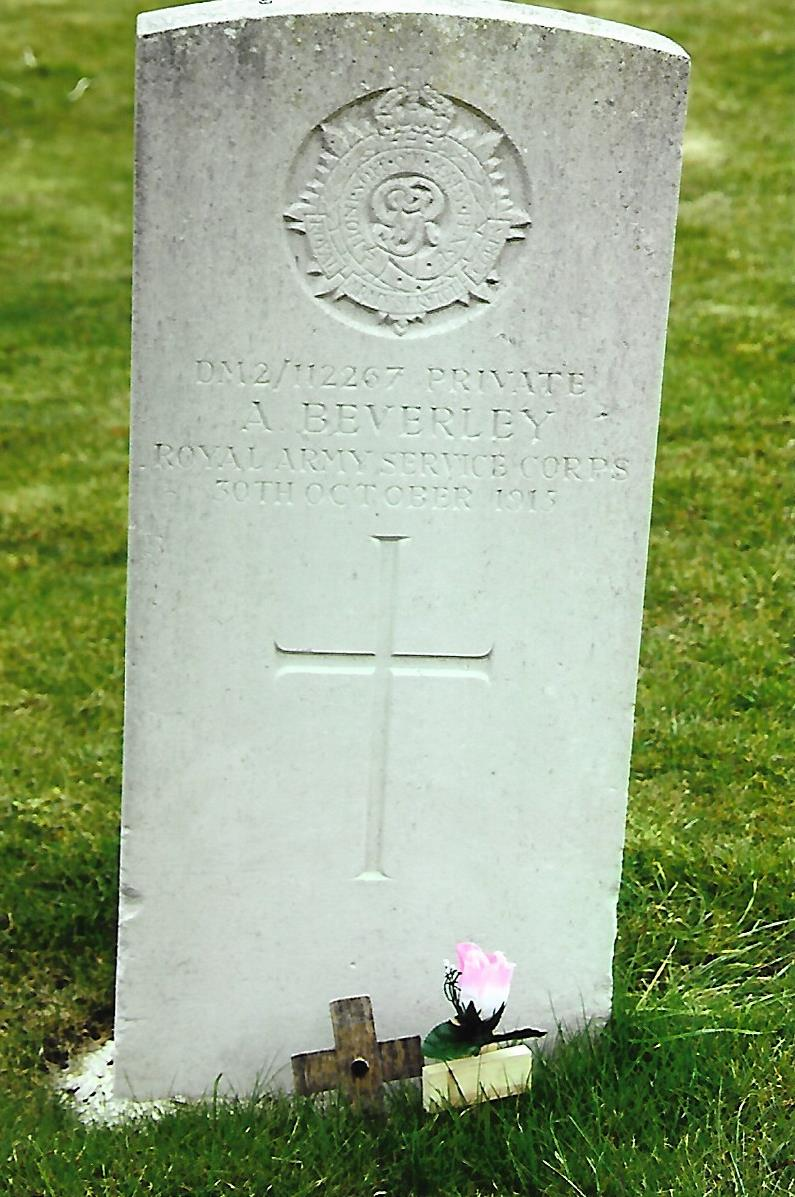 DM2/112267 PRIVATE
A. BEVERLEY
ROYAL ARMY SERVICE CORPS
30TH OCTOBER 1915